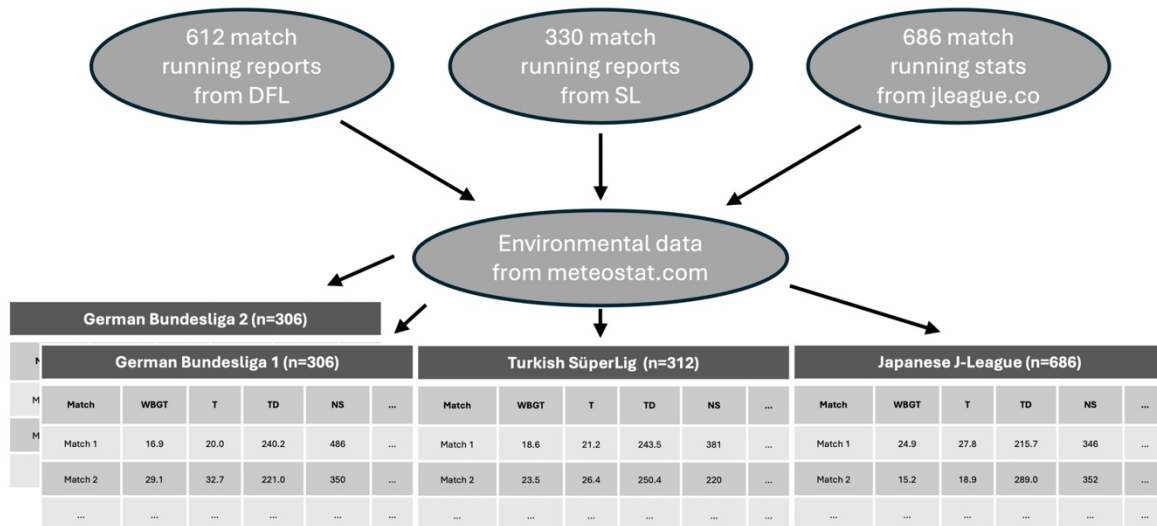 612 match
running reports
from DFL
330 match
running reports
from SL
686 match
running stats
from jleague.co
Environmental data
from meteostat.com
German Bundesliga 2 (n=306)
German Bundesliga 1 (n=306)
Match WBGT T TD NS ...
Match 1 16.9 20.0 240.2 486 ...
Match 2 29.1 32.7 221.0 350 ...
... ... ... ... ... ...
Turkish SüperLig (n=312)
Match WBGT T TD NS ...
Match 1 18.6 21.2 243.5 381 ...
Match 2 23.5 26.4 250.4 220 ...
... ... ... ... ... ...
Japanese J-League (n=686)
Match WBGT T TD NS ...
Match 1 24.9 27.8 215.7 346 ...
Match 2 15.2 18.9 289.0 352 ...
... ... ... ... ... ...